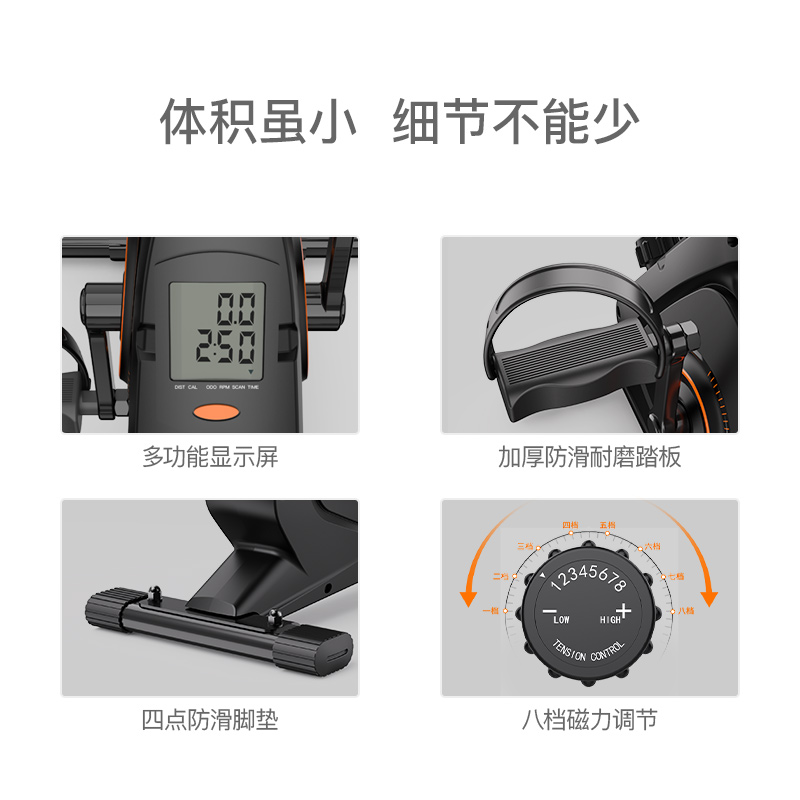 体积虽小 细节不能少
0.0
2:50
DIST CAL ODO RPM SCAN TIME
多功能显示屏
加厚防滑耐磨踏板
四点防滑脚垫
一档
二档
三档
四档
五档
六档
七档
八档
12345678
− +
LOW HIGH
TENSION CONTROL
八档磁力调节